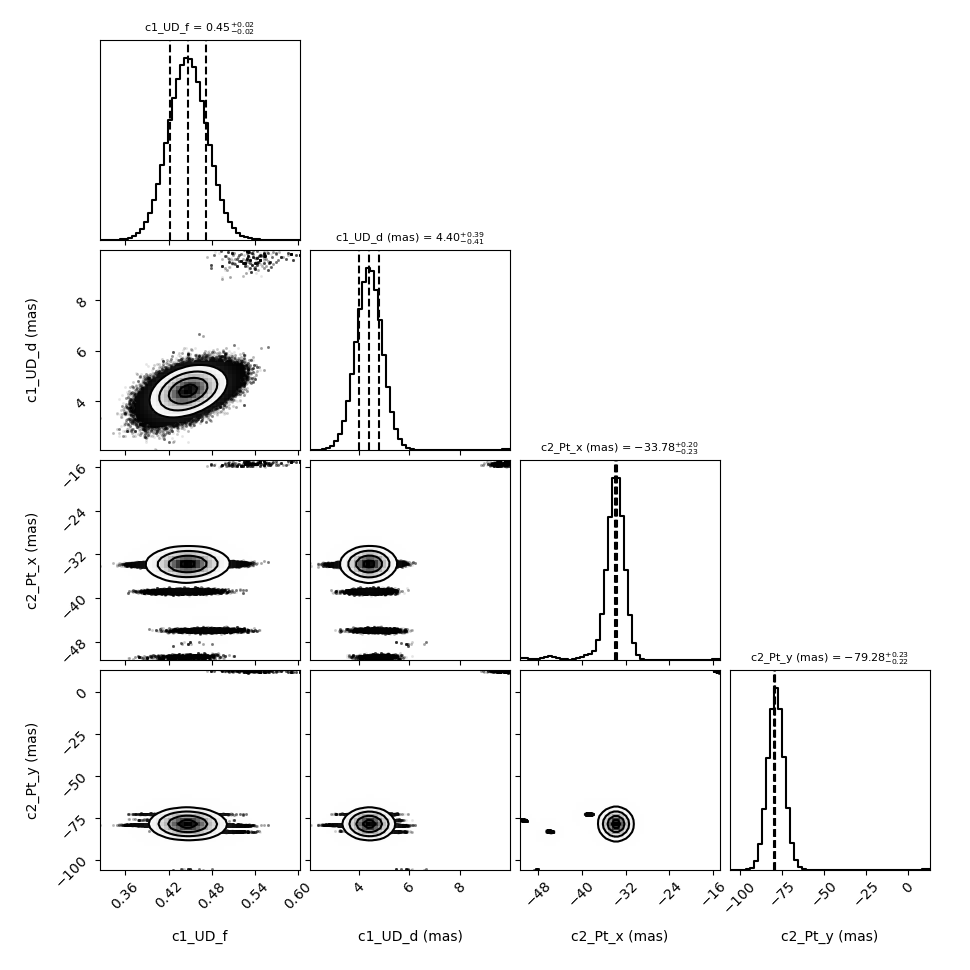 c1_UD_f = 0.45 +0.02 −0.02
c1_UD_d (mas) = 4.40 +0.39 −0.41
8
6
4
c1_UD_d (mas)
c2_Pt_x (mas) = −33.78 +0.20 −0.23
−16
−24
−32
−40
−48
c2_Pt_x (mas)
c2_Pt_y (mas) = −79.28 +0.23 −0.22
0
−25
−50
−75
−100
c2_Pt_y (mas)
0.36 0.42 0.48 0.54 0.60 4 6 8 −48 −40 −32 −24 −16 −100 −75 −50 −25 0
c1_UD_f c1_UD_d (mas) c2_Pt_x (mas) c2_Pt_y (mas)